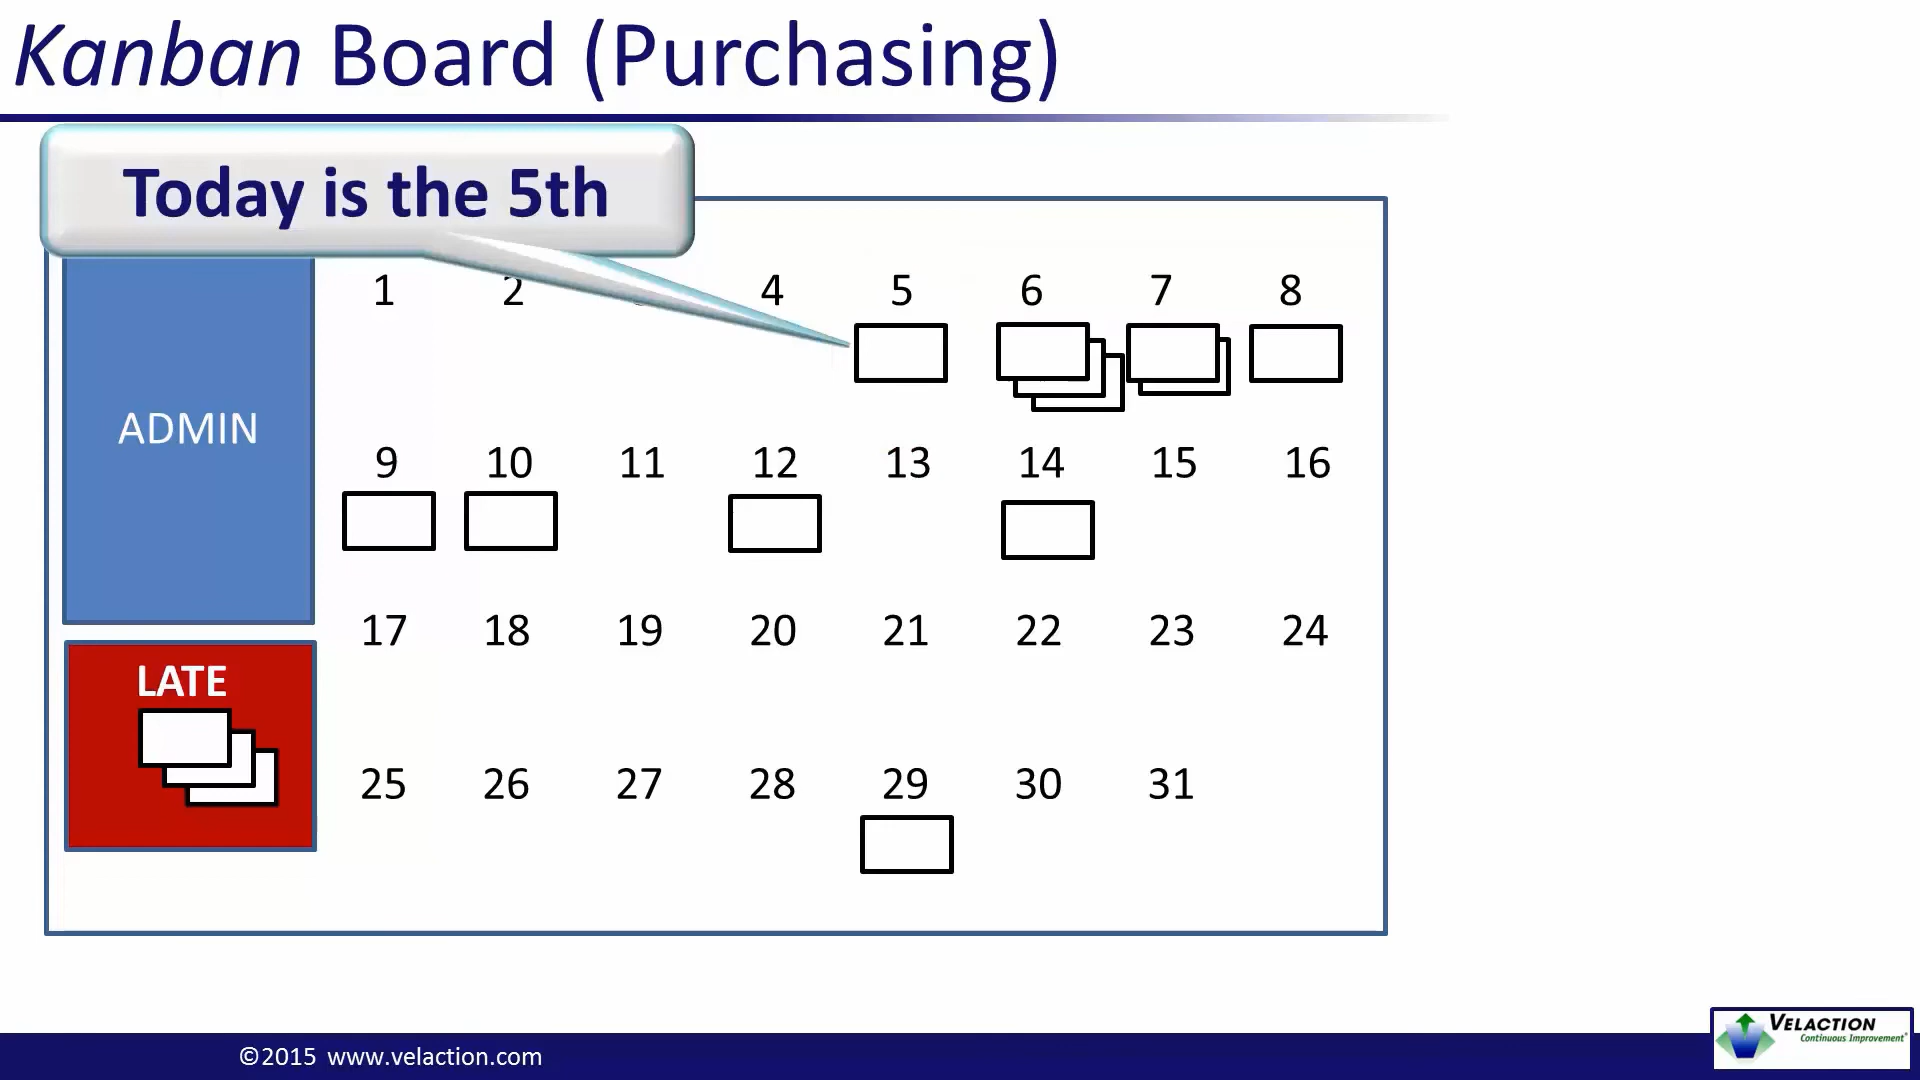 Kanban Board (Purchasing)
Today is the 5th
1 2 4 5 6 7 8
ADMIN
9 10 11 12 13 14 15 16
17 18 19 20 21 22 23 24
LATE
25 26 27 28 29 30 31
©2015 www.velaction.com
VELACTION
Continuous Improvement®